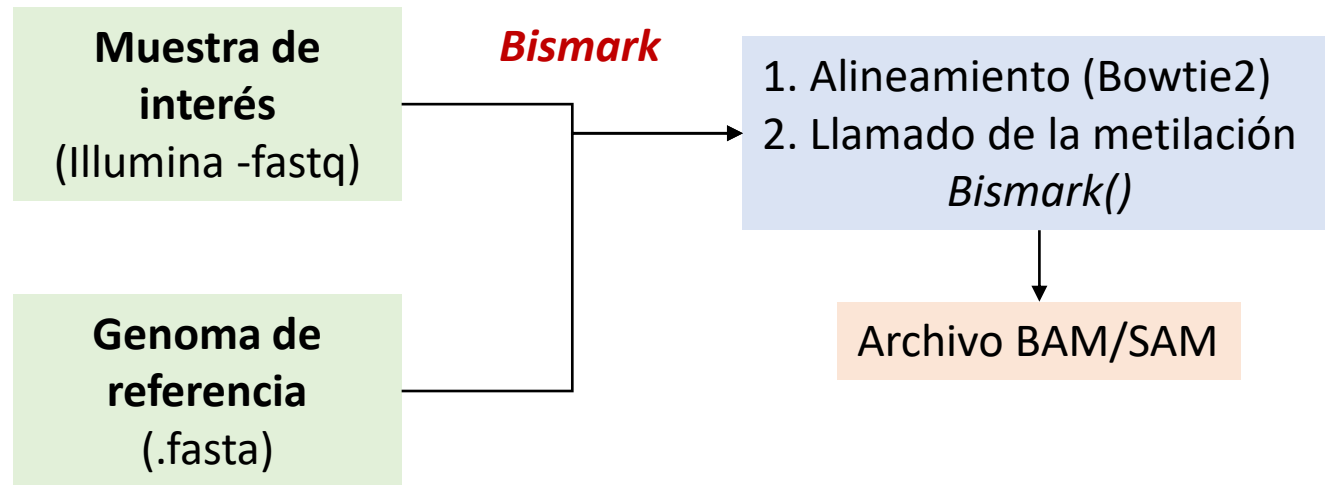 Muestra de
interés
(Illumina -fastq)
Bismark
1. Alineamiento (Bowtie2)
2. Llamado de la metilación
Bismark()
Genoma de
referencia
(.fasta)
Archivo BAM/SAM